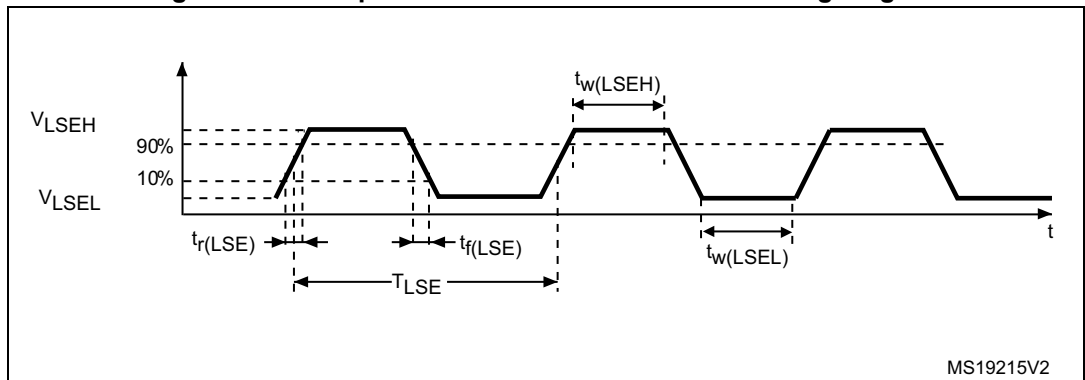 tw(LSEH)
VLSEH
90%
10%
VLSEL
tr(LSE)
tf(LSE)
t
tw(LSEL)
TLSE
MS19215V2